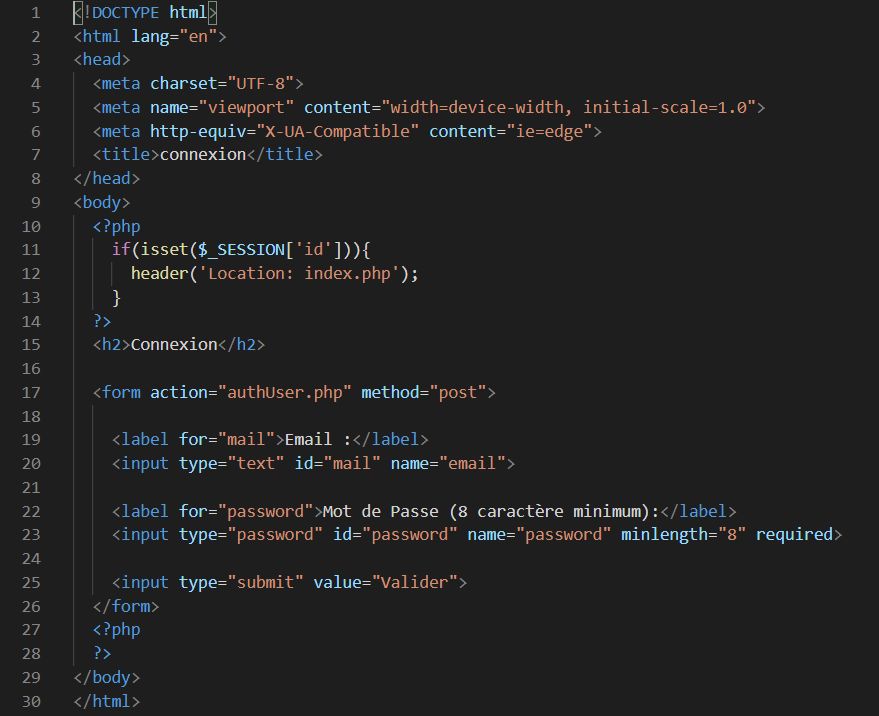 1 <!DOCTYPE html>
2 <html lang="en">
3 <head>
4   <meta charset="UTF-8">
5   <meta name="viewport" content="width=device-width, initial-scale=1.0">
6   <meta http-equiv="X-UA-Compatible" content="ie=edge">
7   <title>connexion</title>
8 </head>
9 <body>
10   <?php
11     if(isset($_SESSION['id'])){
12       header('Location: index.php');
13     }
14   ?>
15   <h2>Connexion</h2>
16
17   <form action="authUser.php" method="post">
18
19     <label for="mail">Email :</label>
20     <input type="text" id="mail" name="email">
21
22     <label for="password">Mot de Passe (8 caractère minimum):</label>
23     <input type="password" id="password" name="password" minlength="8" required>
24
25     <input type="submit" value="Valider">
26   </form>
27   <?php
28   ?>
29 </body>
30 </html>